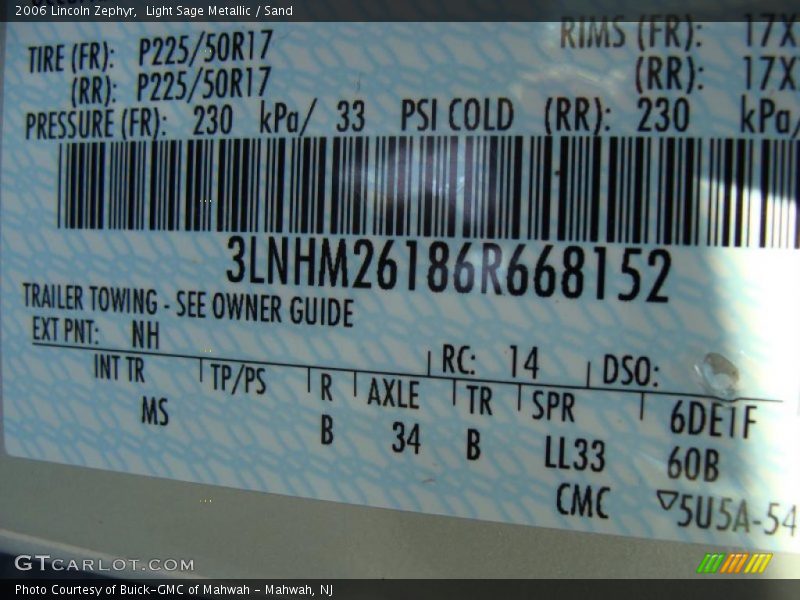 2006 Lincoln Zephyr, Light Sage Metallic / Sand
TIRE (FR): P225/50R17 RIMS (FR): 17X
(RR): P225/50R17 (RR): 17X
PRESSURE (FR): 230 kPa/ 33 PSI COLD (RR): 230 kPa/
3LNHM26186R668152
TRAILER TOWING - SEE OWNER GUIDE
EXT PNT: NH RC: 14 DSO:
INT TR TP/PS R AXLE TR SPR 6DE1F
MS B 34 B LL33 60B
CMC ▽5U5A-54
GTCARLOT.COM
Photo Courtesy of Buick-GMC of Mahwah - Mahwah, NJ